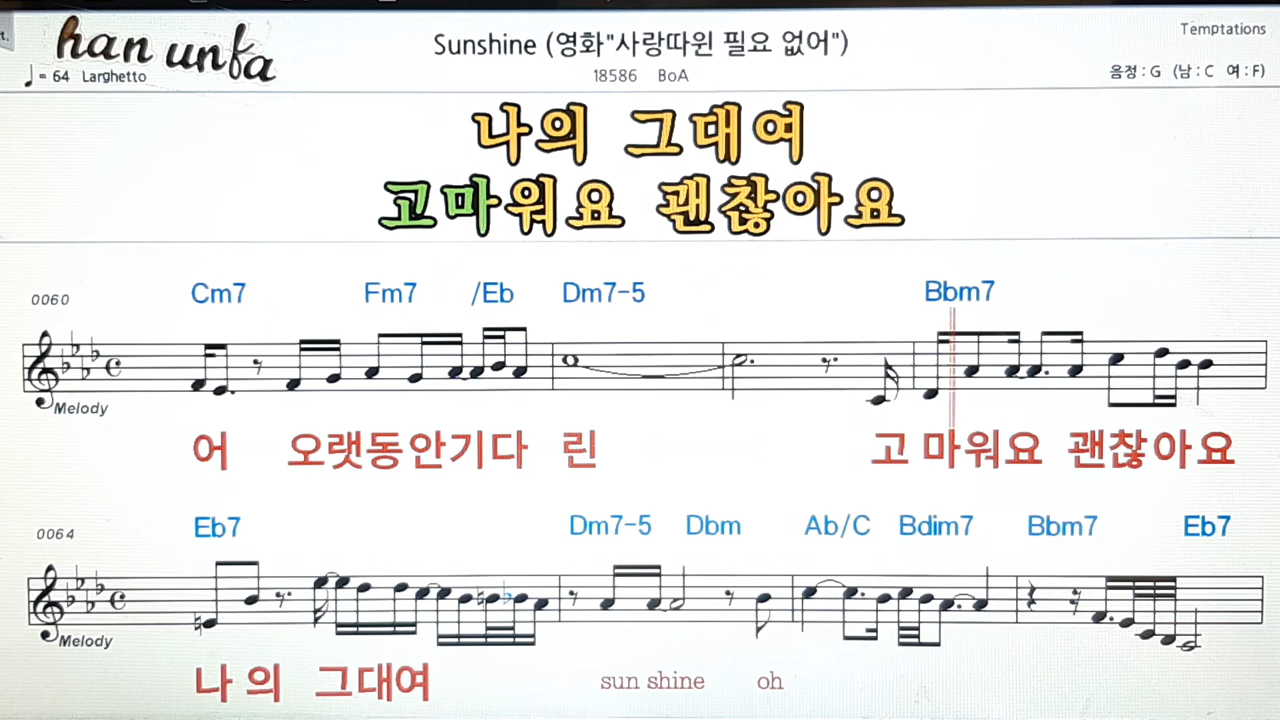 t.
han unfa
Sunshine (영화"사랑따윈 필요 없어")
Temptations
♩ = 64 Larghetto
18586 BoA
음정 : G (남 : C 여 : F)
나의 그대여
고마워요 괜찮아요
0060 Cm7 Fm7 /Eb Dm7-5 Bbm7
Melody
어 오랫동안기다 린 고 마워요 괜찮아요
0064 Eb7 Dm7-5 Dbm Ab/C Bdim7 Bbm7 Eb7
Melody
나 의 그대여 sun shine oh